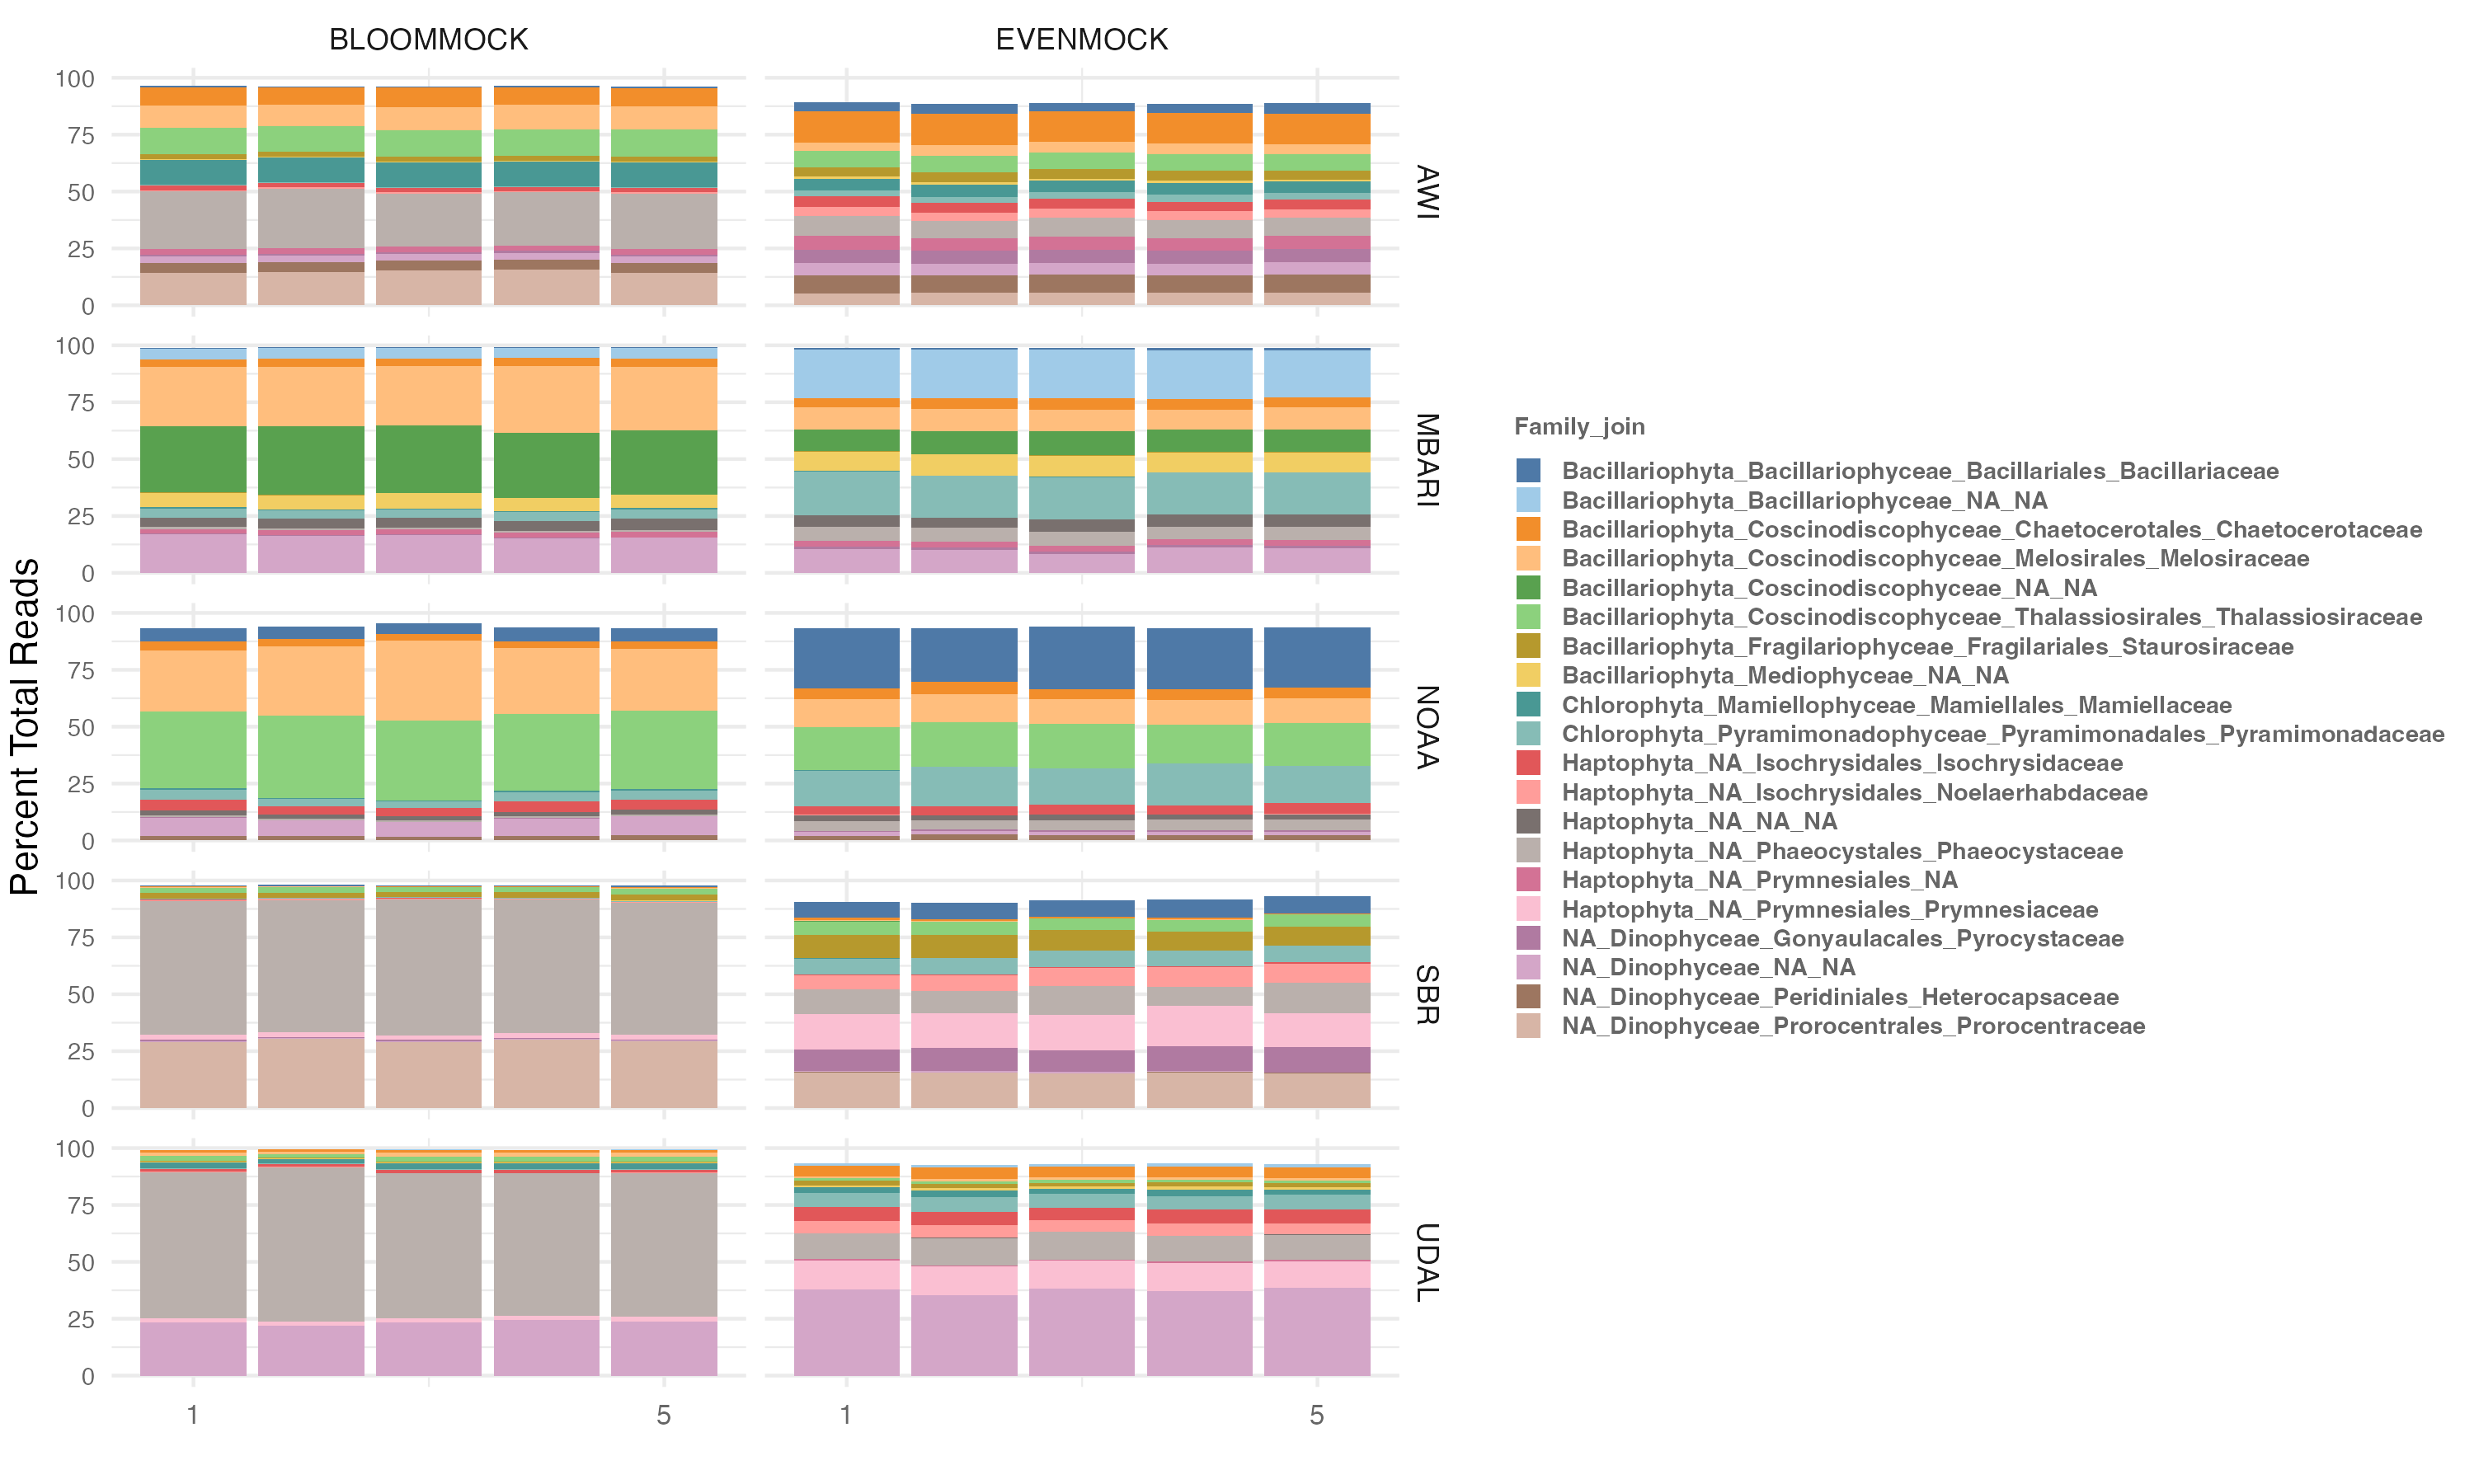 BLOOMMOCK
EVENMOCK
Percent Total Reads
100
75
50
25
0
AWI
100
75
50
25
0
MBARI
100
75
50
25
0
NOAA
100
75
50
25
0
SBR
100
75
50
25
0
UDAL
1
5
1
5
Family_join
Bacillariophyta_Bacillariophyceae_Bacillariales_Bacillariaceae
Bacillariophyta_Bacillariophyceae_NA_NA
Bacillariophyta_Coscinodiscophyceae_Chaetocerotales_Chaetocerotaceae
Bacillariophyta_Coscinodiscophyceae_Melosirales_Melosiraceae
Bacillariophyta_Coscinodiscophyceae_NA_NA
Bacillariophyta_Coscinodiscophyceae_Thalassiosirales_Thalassiosiraceae
Bacillariophyta_Fragilariophyceae_Fragilariales_Staurosiraceae
Bacillariophyta_Mediophyceae_NA_NA
Chlorophyta_Mamiellophyceae_Mamiellales_Mamiellaceae
Chlorophyta_Pyramimonadophyceae_Pyramimonadales_Pyramimonadaceae
Haptophyta_NA_Isochrysidales_Isochrysidaceae
Haptophyta_NA_Isochrysidales_Noelaerhabdaceae
Haptophyta_NA_NA_NA
Haptophyta_NA_Phaeocystales_Phaeocystaceae
Haptophyta_NA_Prymnesiales_NA
Haptophyta_NA_Prymnesiales_Prymnesiaceae
NA_Dinophyceae_Gonyaulacales_Pyrocystaceae
NA_Dinophyceae_NA_NA
NA_Dinophyceae_Peridiniales_Heterocapsaceae
NA_Dinophyceae_Prorocentrales_Prorocentraceae